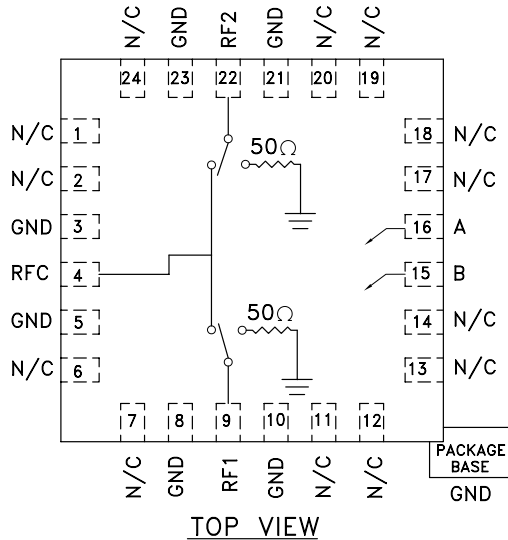 N/C GND RF2 GND N/C N/C
24 23 22 21 20 19
N/C 1 50Ω 18 N/C
N/C 2 17 N/C
GND 3 16 A
RFC 4 15 B
GND 5 50Ω 14 N/C
N/C 6 13 N/C
7 8 9 10 11 12
N/C GND RF1 GND N/C N/C
PACKAGE
BASE
GND
TOP VIEW